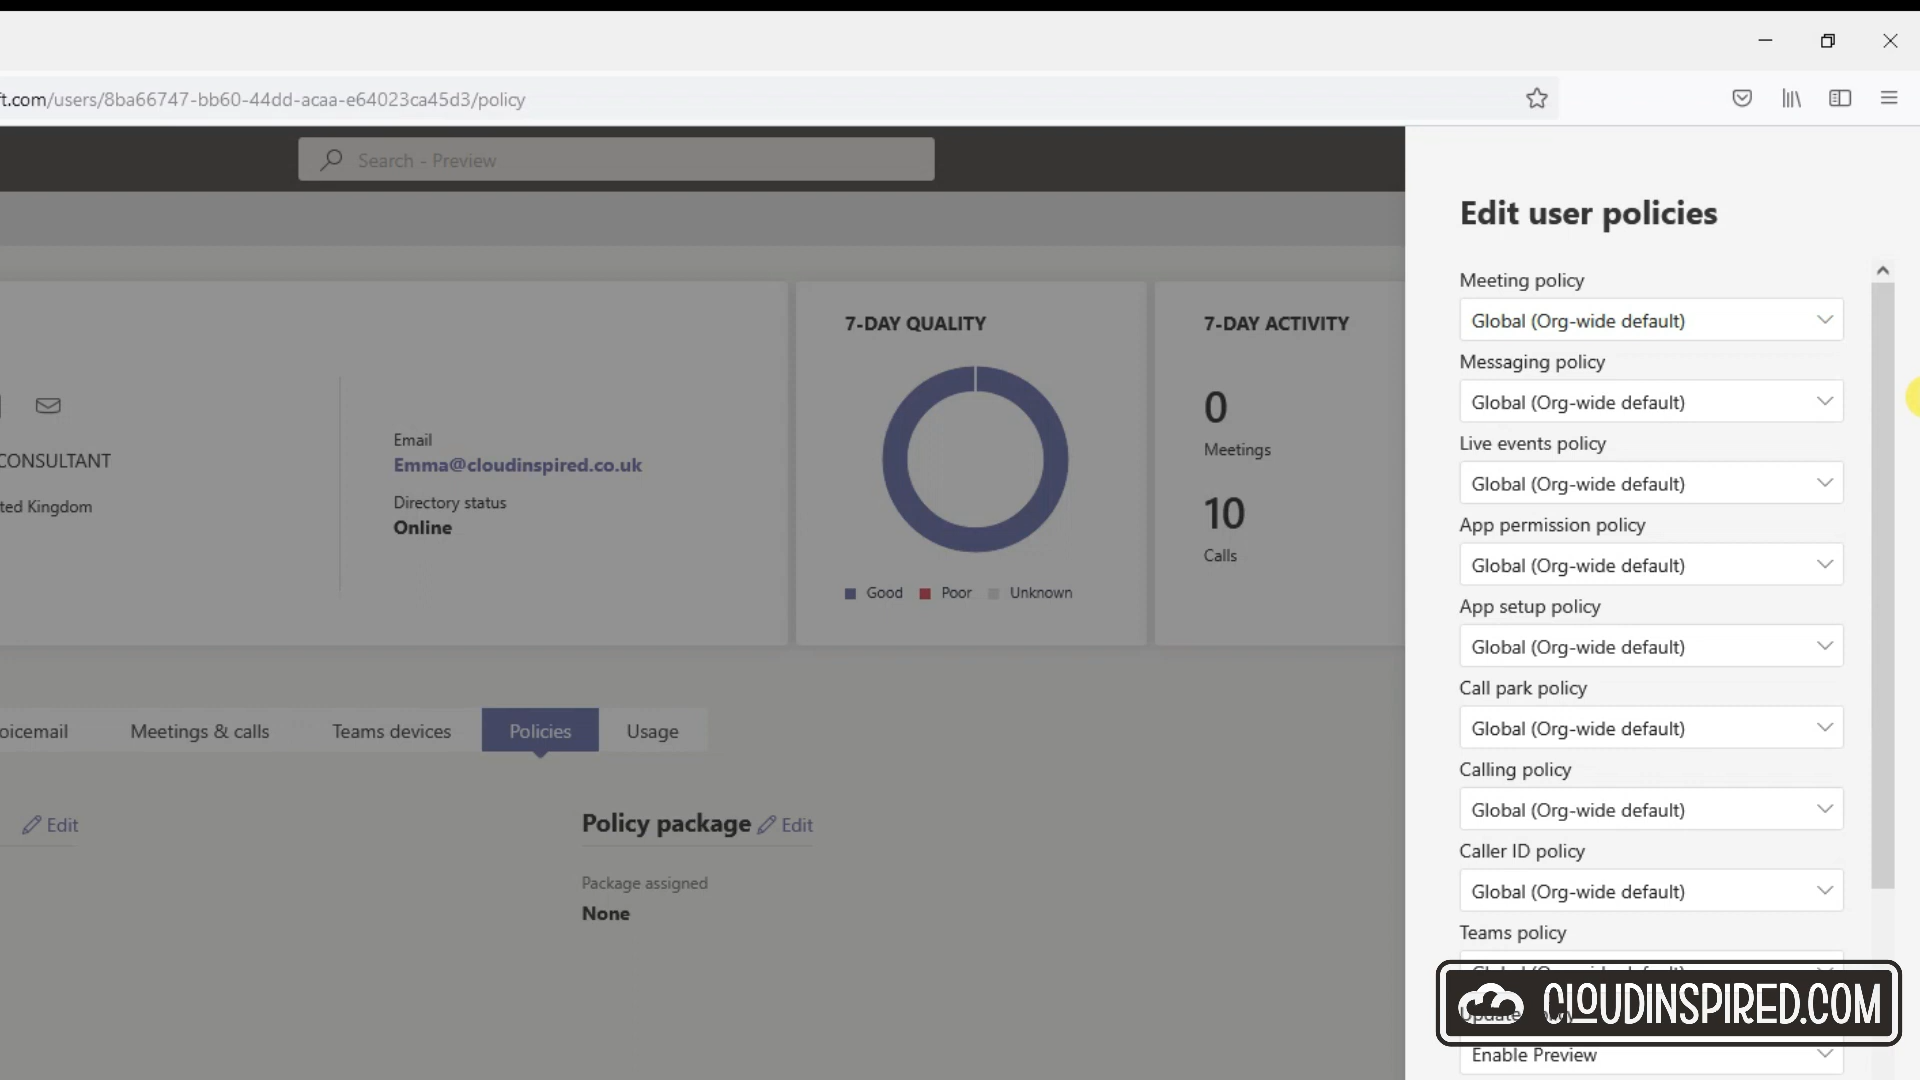 ft.com/users/8ba66747-bb60-44dd-acaa-e64023ca45d3/policy
Search - Preview
CONSULTANT
ted Kingdom
Email
Emma@cloudinspired.co.uk
Directory status
Online
7-DAY QUALITY
Good Poor Unknown
7-DAY ACTIVITY
0
Meetings
10
Calls
oicemail Meetings & calls Teams devices Policies Usage
Edit
Policy package Edit
Package assigned
None
Edit user policies
Meeting policy
Global (Org-wide default)
Messaging policy
Global (Org-wide default)
Live events policy
Global (Org-wide default)
App permission policy
Global (Org-wide default)
App setup policy
Global (Org-wide default)
Call park policy
Global (Org-wide default)
Calling policy
Global (Org-wide default)
Caller ID policy
Global (Org-wide default)
Teams policy
CLOUDINSPIRED.COM
Enable Preview